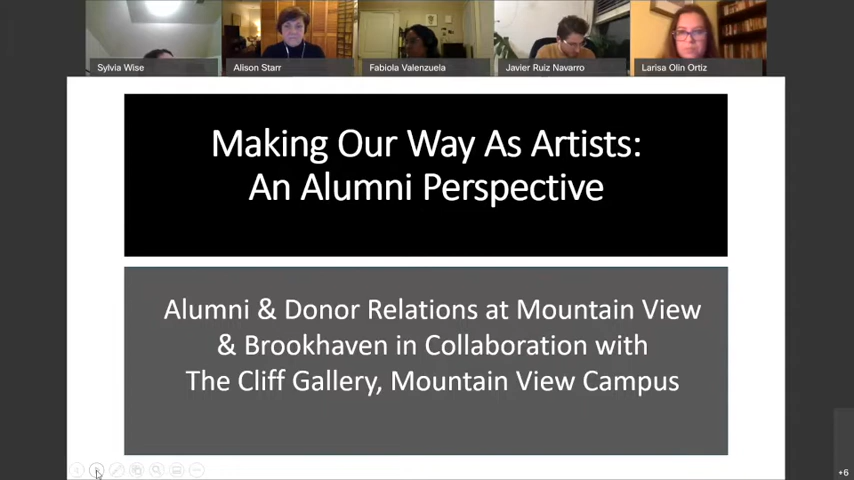 Sylvia Wise
Alison Starr
Fabiola Valenzuela
Javier Ruiz Navarro
Larisa Olin Ortiz
Making Our Way As Artists:
An Alumni Perspective
Alumni & Donor Relations at Mountain View
& Brookhaven in Collaboration with
The Cliff Gallery, Mountain View Campus
+6